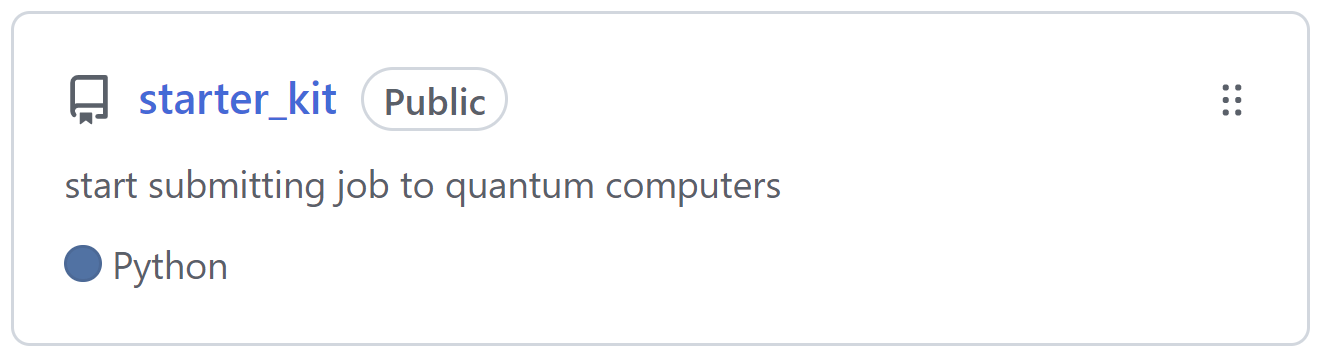 starter_kit Public
start submitting job to quantum computers
Python